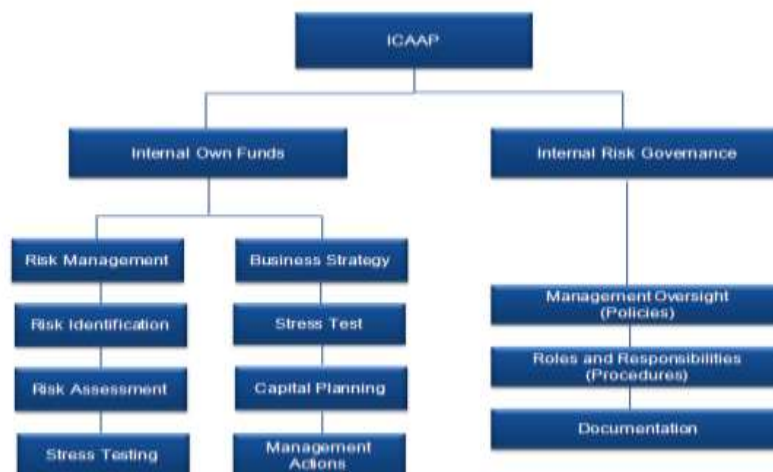 ICAAP
Internal Own Funds
Internal Risk Governance
Risk Management
Business Strategy
Risk Identification
Stress Test
Management Oversight
(Policies)
Risk Assessment
Capital Planning
Roles and Responsibilities
(Procedures)
Stress Testing
Management
Actions
Documentation